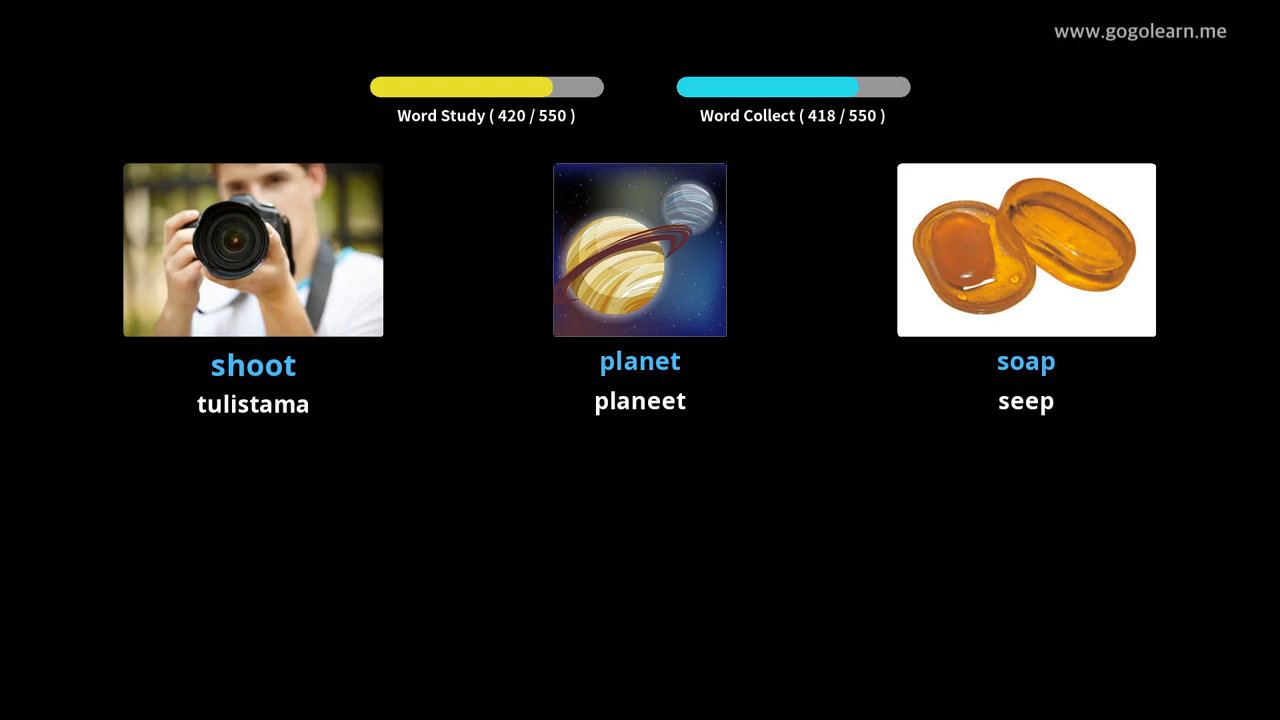 www.gogolearn.me
Word Study ( 420 / 550 )
Word Collect ( 418 / 550 )
shoot
tulistama
planet
planeet
soap
seep